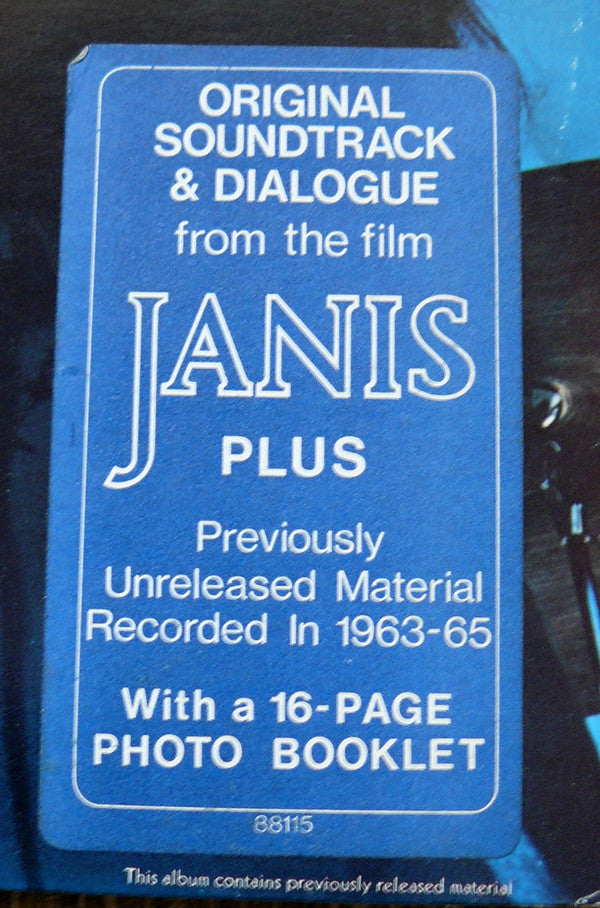 ORIGINAL
SOUNDTRACK
& DIALOGUE
from the film
JANIS
PLUS
Previously
Unreleased Material
Recorded In 1963-65
With a 16-PAGE
PHOTO BOOKLET
88115
This album contains previously released material